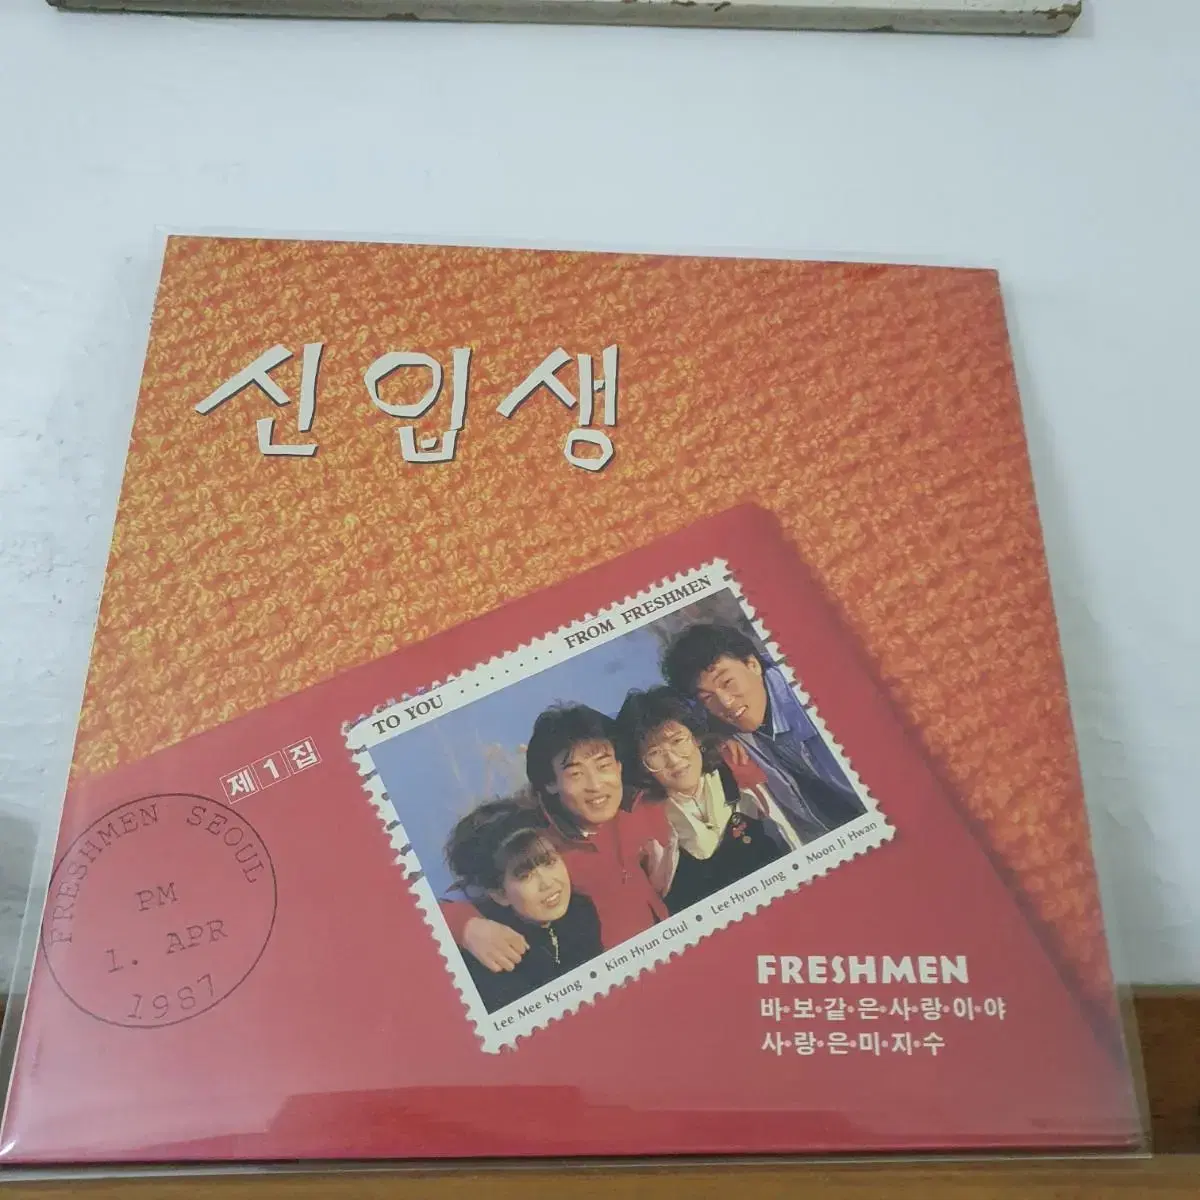 신입생
제1집
TO YOU ....... FROM FRESHMEN
Lee Mee Kyung • Kim Hyun Chul • Lee Hyun Jung • Moon Ji Hwan
FRESHMEN SEOUL
PM
1. APR
1987
FRESHMEN
바•보•같•은•사•랑•이•야
사•랑•은•미•지•수